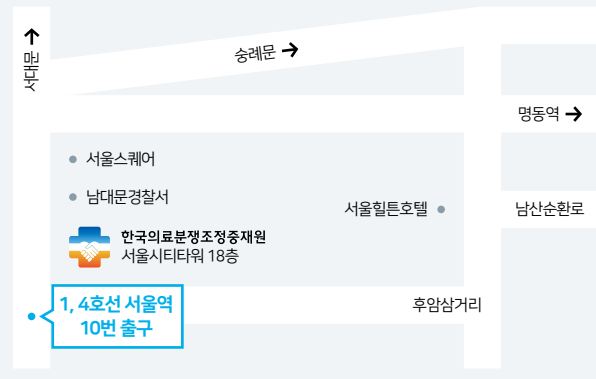 서대문
숭례문
명동역
서울스퀘어
남대문경찰서
서울힐튼호텔
남산순환로
한국의료분쟁조정중재원
서울시티타워 18층
1, 4호선 서울역
10번 출구
후암삼거리